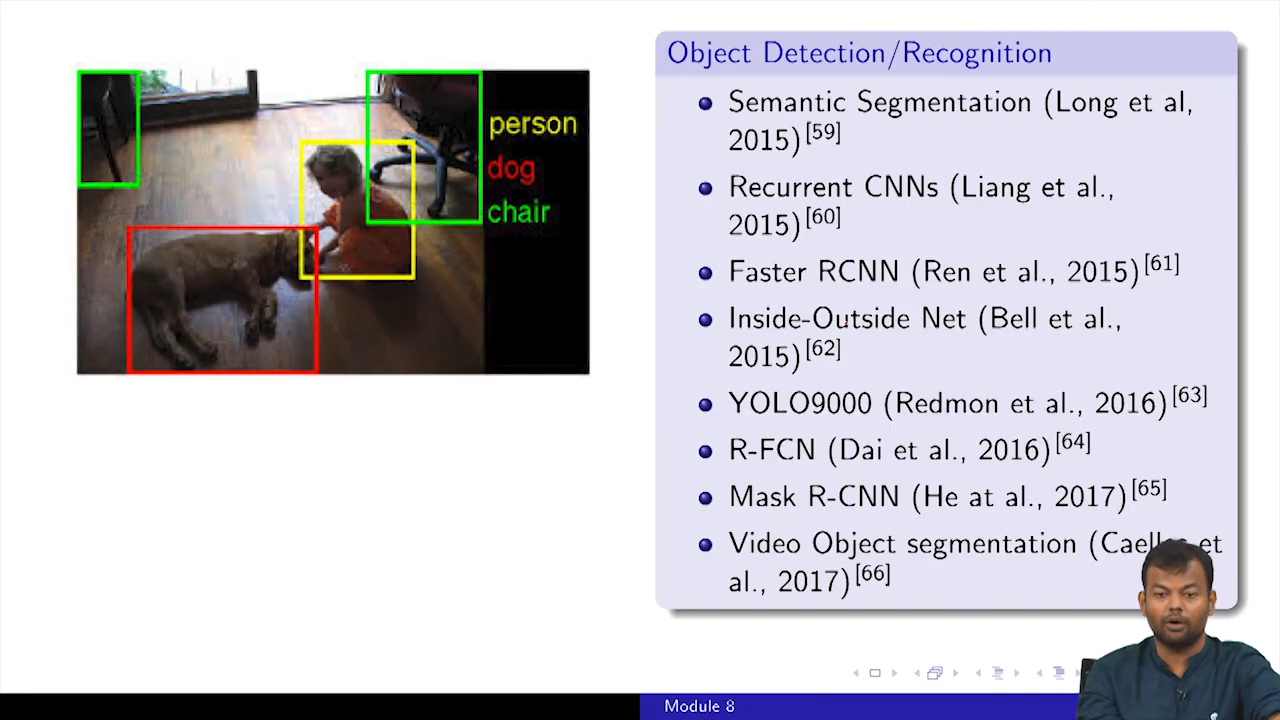 person
dog
chair
Object Detection/Recognition
Semantic Segmentation (Long et al,
2015)[59]
Recurrent CNNs (Liang et al.,
2015)[60]
Faster RCNN (Ren et al., 2015)[61]
Inside-Outside Net (Bell et al.,
2015)[62]
YOLO9000 (Redmon et al., 2016)[63]
R-FCN (Dai et al., 2016)[64]
Mask R-CNN (He at al., 2017)[65]
Video Object segmentation (Caelles et
al., 2017)[66]
Module 8